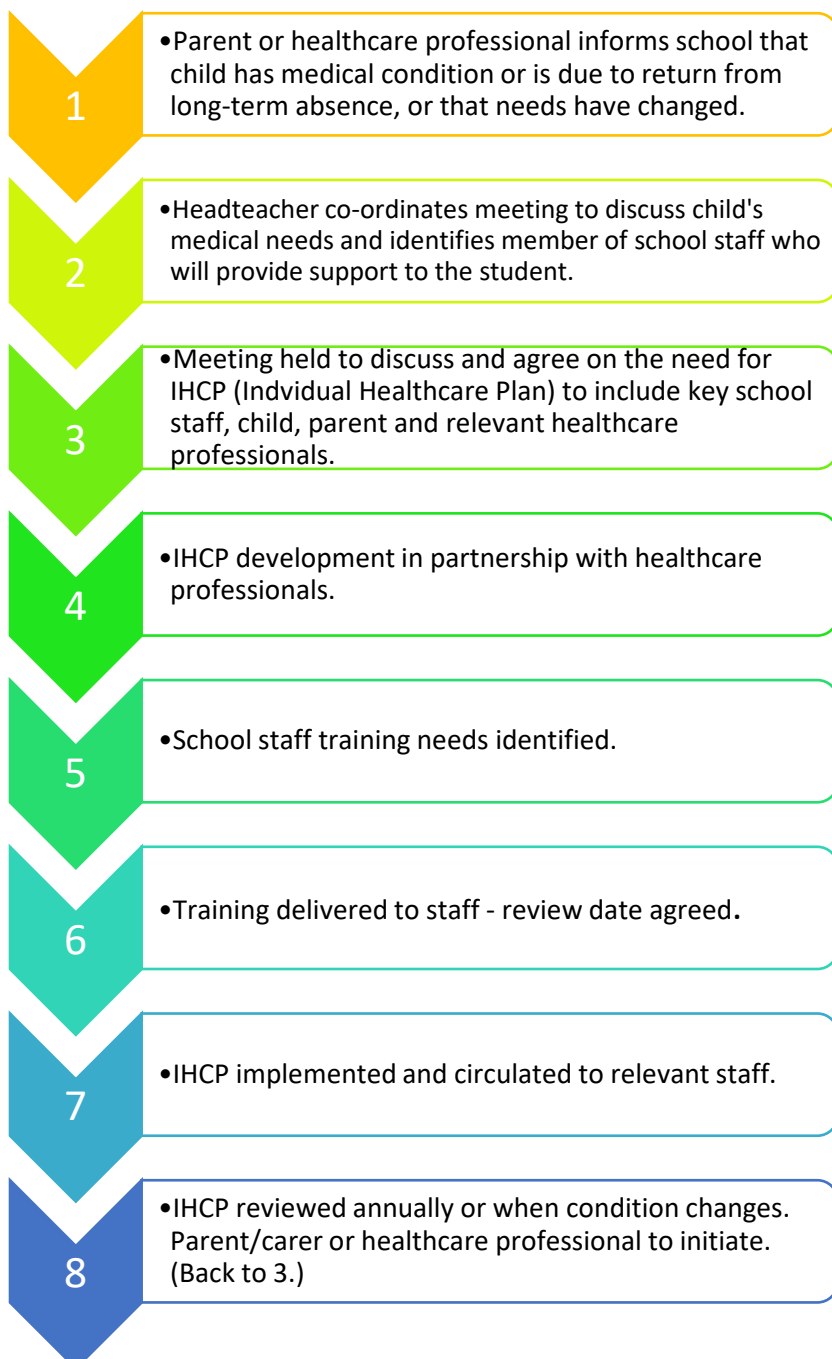 1
•Parent or healthcare professional informs school that
child has medical condition or is due to return from
long-term absence, or that needs have changed.
2
•Headteacher co-ordinates meeting to discuss child's
medical needs and identifies member of school staff who
will provide support to the student.
3
•Meeting held to discuss and agree on the need for
IHCP (Indvidual Healthcare Plan) to include key school
staff, child, parent and relevant healthcare
professionals.
4
•IHCP development in partnership with healthcare
professionals.
5
•School staff training needs identified.
6
•Training delivered to staff - review date agreed.
7
•IHCP implemented and circulated to relevant staff.
8
•IHCP reviewed annually or when condition changes.
Parent/carer or healthcare professional to initiate.
(Back to 3.)